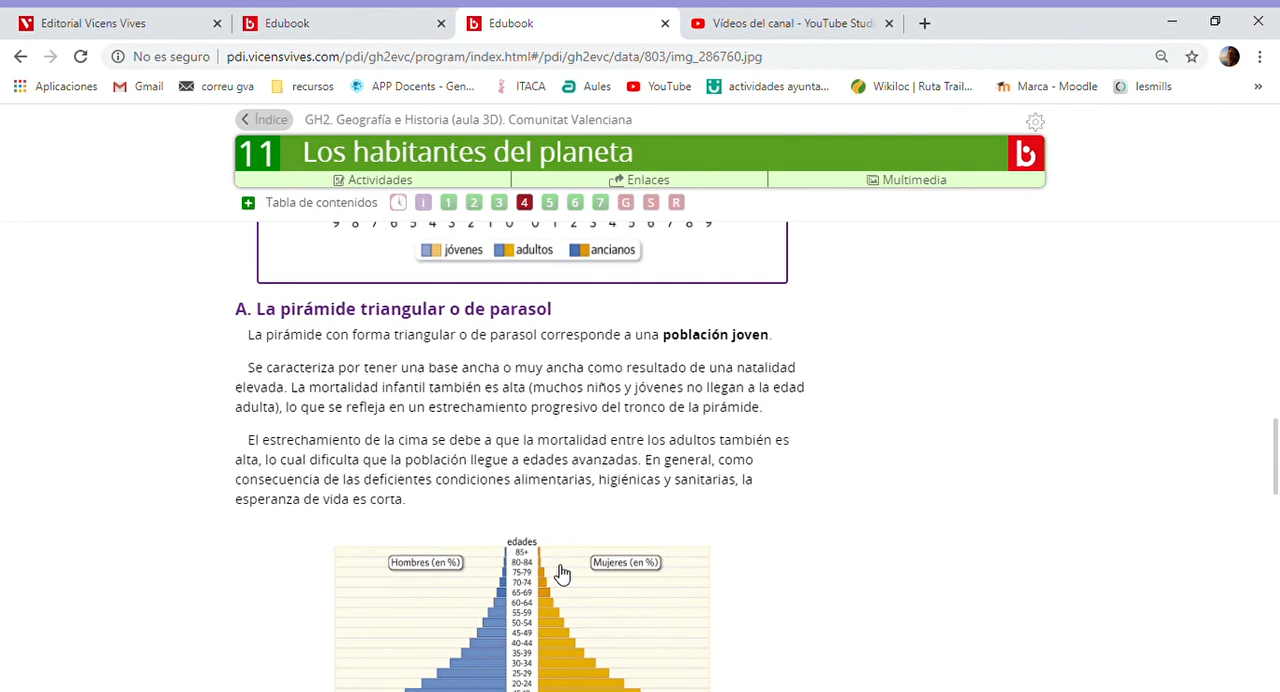 Editorial Vicens Vives
Edubook
Edubook
Vídeos del canal - YouTube Stud
No es seguro
pdi.vicensvives.com/pdi/gh2evc/program/index.html#/pdi/gh2evc/data/803/img_286760.jpg
Aplicaciones
Gmail
correu gva
recursos
APP Docents - Gen...
ITACA
Aules
YouTube
actividades ayunta...
Wikiloc | Ruta Trail...
Marca - Moodle
lesmills
»
Índice
GH2. Geografía e Historia (aula 3D). Comunitat Valenciana
11 Los habitantes del planeta
Actividades
Enlaces
Multimedia
Tabla de contenidos
i 1 2 3 4 5 6 7 G S R
9 8 7 6 5 4 3 2 1 0 0 1 2 3 4 5 6 7 8 9
jóvenes adultos ancianos
A. La pirámide triangular o de parasol
La pirámide con forma triangular o de parasol corresponde a una población joven.
Se caracteriza por tener una base ancha o muy ancha como resultado de una natalidad
elevada. La mortalidad infantil también es alta (muchos niños y jóvenes no llegan a la edad
adulta), lo que se refleja en un estrechamiento progresivo del tronco de la pirámide.
El estrechamiento de la cima se debe a que la mortalidad entre los adultos también es
alta, lo cual dificulta que la población llegue a edades avanzadas. En general, como
consecuencia de las deficientes condiciones alimentarias, higiénicas y sanitarias, la
esperanza de vida es corta.
edades
85+
Hombres (en %)
80-84
Mujeres (en %)
75-79
70-74
65-69
60-64
55-59
50-54
45-49
40-44
35-39
30-34
25-29
20-24